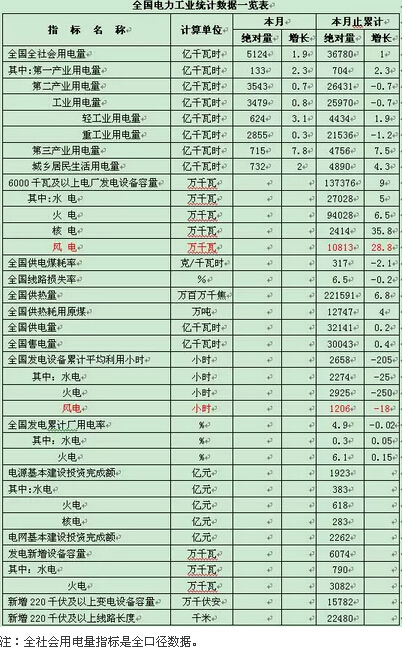 全国电力工业统计数据一览表
指 标 名 称 计算单位 本月 本月止累计
绝对量 增长 绝对量 增长
全国全社会用电量 亿千瓦时 5124 1.9 36780 1
其中:第一产业用电量 亿千瓦时 133 2.3 704 2.3
第二产业用电量 亿千瓦时 3543 0.7 26431 -0.7
工业用电量 亿千瓦时 3479 0.8 25970 -0.7
轻工业用电量 亿千瓦时 624 3.1 4434 1.9
重工业用电量 亿千瓦时 2855 0.3 21536 -1.2
第三产业用电量 亿千瓦时 715 7.8 4756 7.5
城乡居民生活用电量 亿千瓦时 732 2 4890 4.3
6000千瓦及以上电厂发电设备容量 万千瓦 137376 9
其中:水 电 万千瓦 27028 5
火 电 万千瓦 94028 6.5
核 电 万千瓦 2414 35.8
风 电 万千瓦 10813 28.8
全国供电煤耗率 克/千瓦时 317 -2.1
全国线路损失率 % 6.5 -0.2
全国供热量 万百万千焦 221591 6.8
全国供热耗用原煤 万吨 12747 4
全国供电量 亿千瓦时 32141 0.2
全国售电量 亿千瓦时 30043 0.4
全国发电设备累计平均利用小时 小时 2658 -205
其中：水电 小时 2274 -25
火电 小时 2925 -250
风电 小时 1206 -18
全国发电累计厂用电率 % 4.9 -0.02
其中：水电 % 0.3 0.05
火电 % 6.1 0.15
电源基本建设投资完成额 亿元 1923
其中:水电 亿元 383
火电 亿元 618
核电 亿元 283
电网基本建设投资完成额 亿元 2262
发电新增设备容量 万千瓦 6074
其中：水电 万千瓦 790
火电 万千瓦 3082
新增220千伏及以上变电设备容量 万千伏安 15782
新增220千伏及以上线路长度 千米 22480
注：全社会用电量指标是全口径数据。